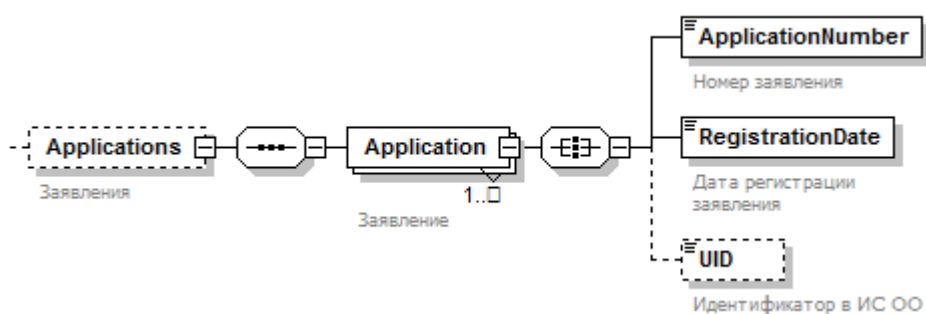 ApplicationNumber
Номер заявления
Applications
Заявления
Application
1..□
Заявление
RegistrationDate
Дата регистрации
заявления
UID
Идентификатор в ИС ОО